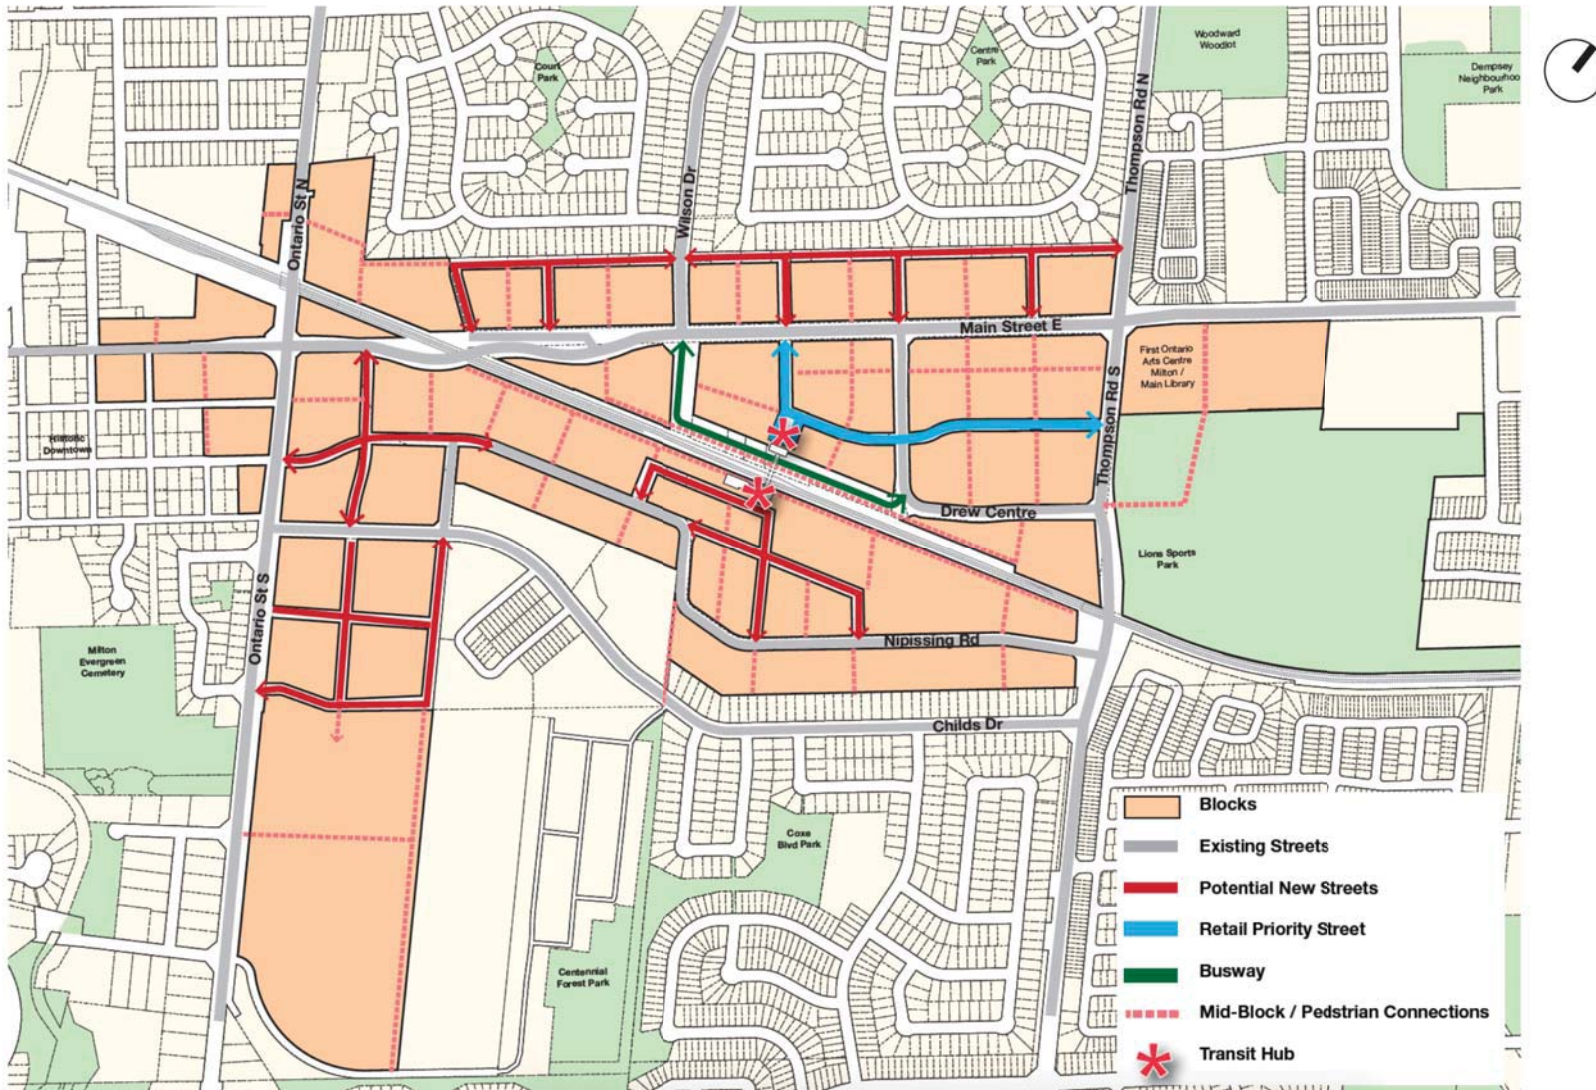 Woodward
Woodlot
Court
Park
Centre
Park
Dempsey
Neighbourhoo
Park
Thompson Rd N
Wilson Dr
Ontario St N
Main Street E
First Ontario
Arts Centre
Milton /
Main Library
Historic
Downtown
Thompson Rd S
Drew Centre
Lions Sports
Park
Ontario St S
Nipissing Rd
Milton
Evergreen
Cemetery
Childs Dr
Coxe
Blvd Park
Centennial
Forest Park
Blocks
Existing Streets
Potential New Streets
Retail Priority Street
Busway
Mid-Block / Pedstrian Connections
Transit Hub